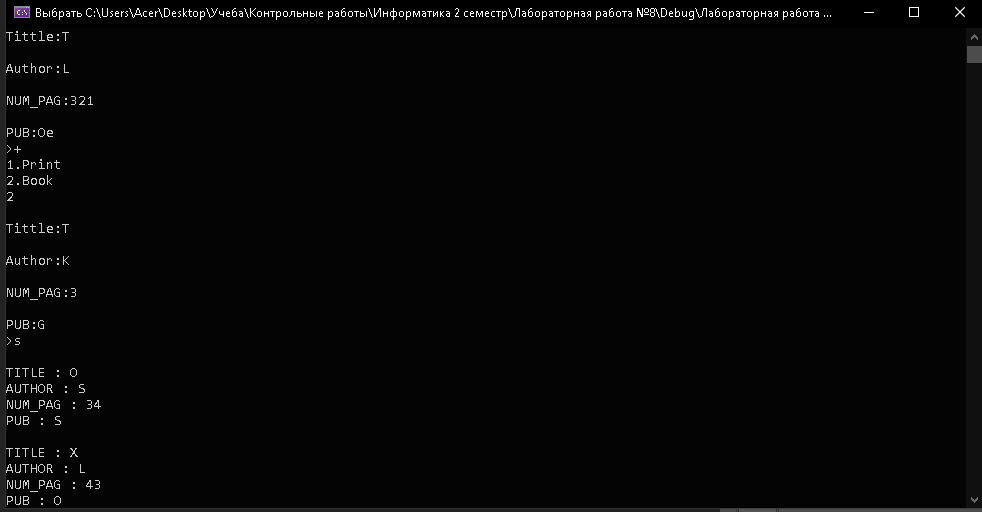 Выбрать C:\Users\Acer\Desktop\Учеба\Контрольные работы\Информатика 2 семестр\Лабораторная работа №8\Debug\Лабораторная работа ...
Tittle:T
Author:L
NUM_PAG:321
PUB:Oe
>+
1.Print
2.Book
2
Tittle:T
Author:K
NUM_PAG:3
PUB:G
>s
TITLE : O
AUTHOR : S
NUM_PAG : 34
PUB : S
TITLE : X
AUTHOR : L
NUM_PAG : 43
PUB : O